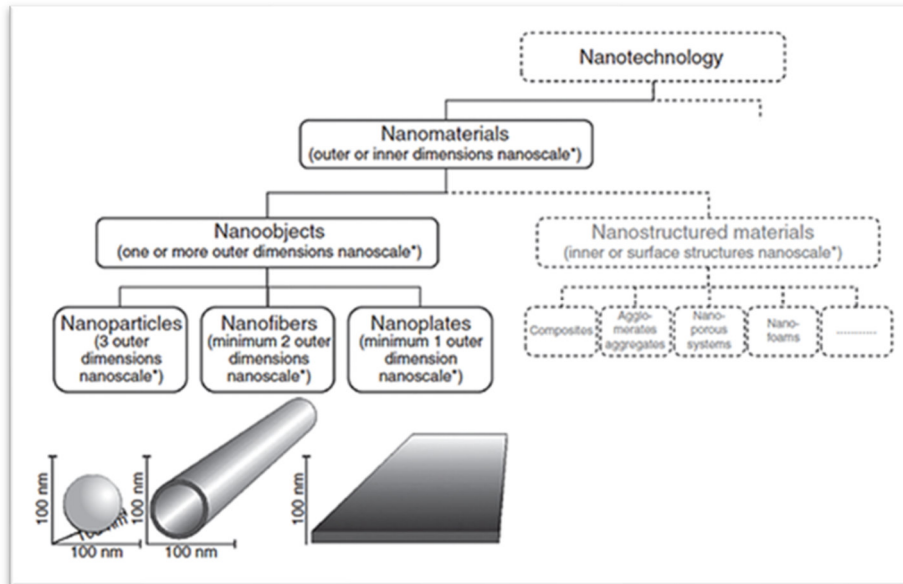 Nanotechnology
Nanomaterials
(outer or inner dimensions nanoscale*)
Nanoobjects
(one or more outer dimensions nanoscale*)
Nanostructured materials
(inner or surface structures nanoscale*)
Nanoparticles
(3 outer
dimensions
nanoscale*)
Nanofibers
(minimum 2 outer
dimensions
nanoscale*)
Nanoplates
(minimum 1 outer
dimension
nanoscale*)
Composites
Agglo-
merates
aggregates
Nano-
porous
systems
Nano-
foams
............
100 nm
100 nm
100 nm
100 nm
100 nm
100 nm